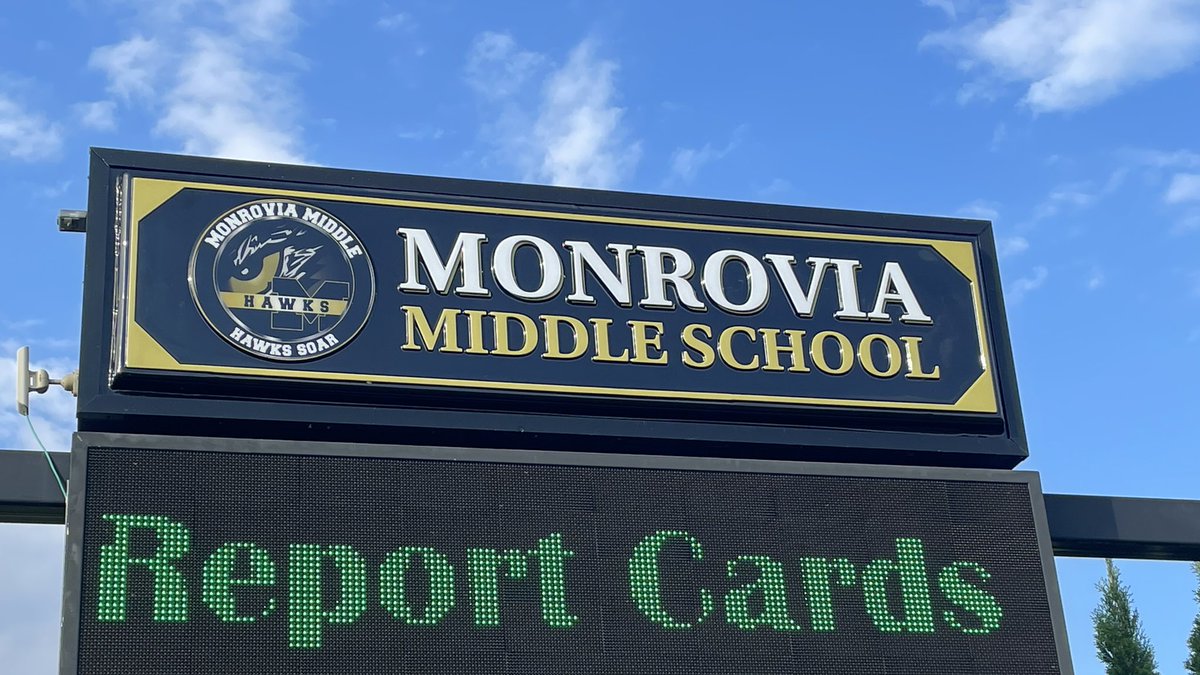 MONROVIA MIDDLE
HAWKS
HAWKS SOAR
MONROVIA
MIDDLE SCHOOL
Report Cards